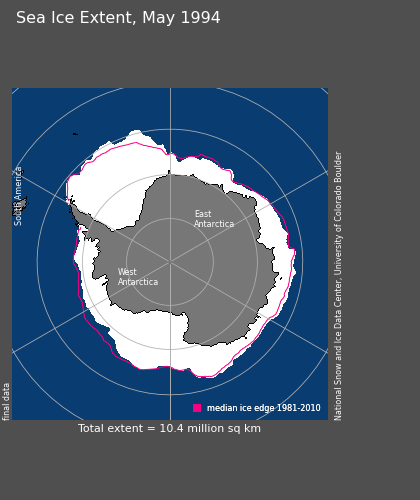 Sea Ice Extent, May 1994
South America
East
Antarctica
West
Antarctica
National Snow and Ice Data Center, University of Colorado Boulder
final data
median ice edge 1981-2010
Total extent = 10.4 million sq km